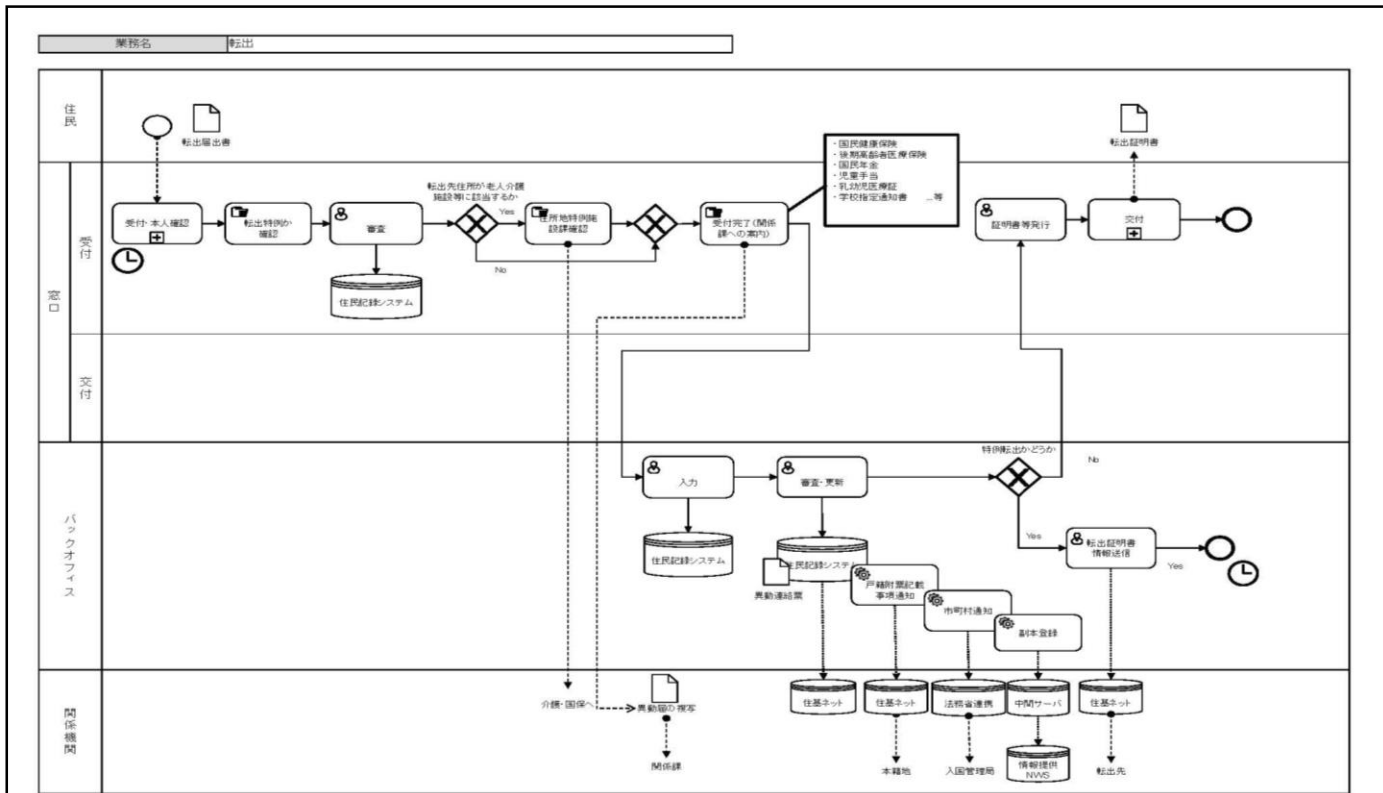 業務名
転出
住民
転出届出書
転出証明書
窓口
受付
受付・本人確認
転出特例か
確認
審査
住民記録システム
転出先住所が老人介護
施設等に該当するか
Yes
No
住所地特例施
設課確認
受付完了(関係
課への案内)
・国民健康保険
・後期高齢者医療保険
・国民年金
・児童手当
・乳幼児医療証
・学校指定通知書 …等
証明書等発行
交付
交付
バックオフィス
入力
住民記録システム
審査・更新
住民記録システム
異動連絡票
戸籍附票記載
事項通知
市町村通知
副本登録
特例転出かどうか
No
Yes
転出証明書
情報送信
Yes
関係機関
介護・国保へ
異動届の複写
関係課
住基ネット
住基ネット
本籍地
法務省連携
入国管理局
中間サーバ
情報提供
NWS
住基ネット
転出先